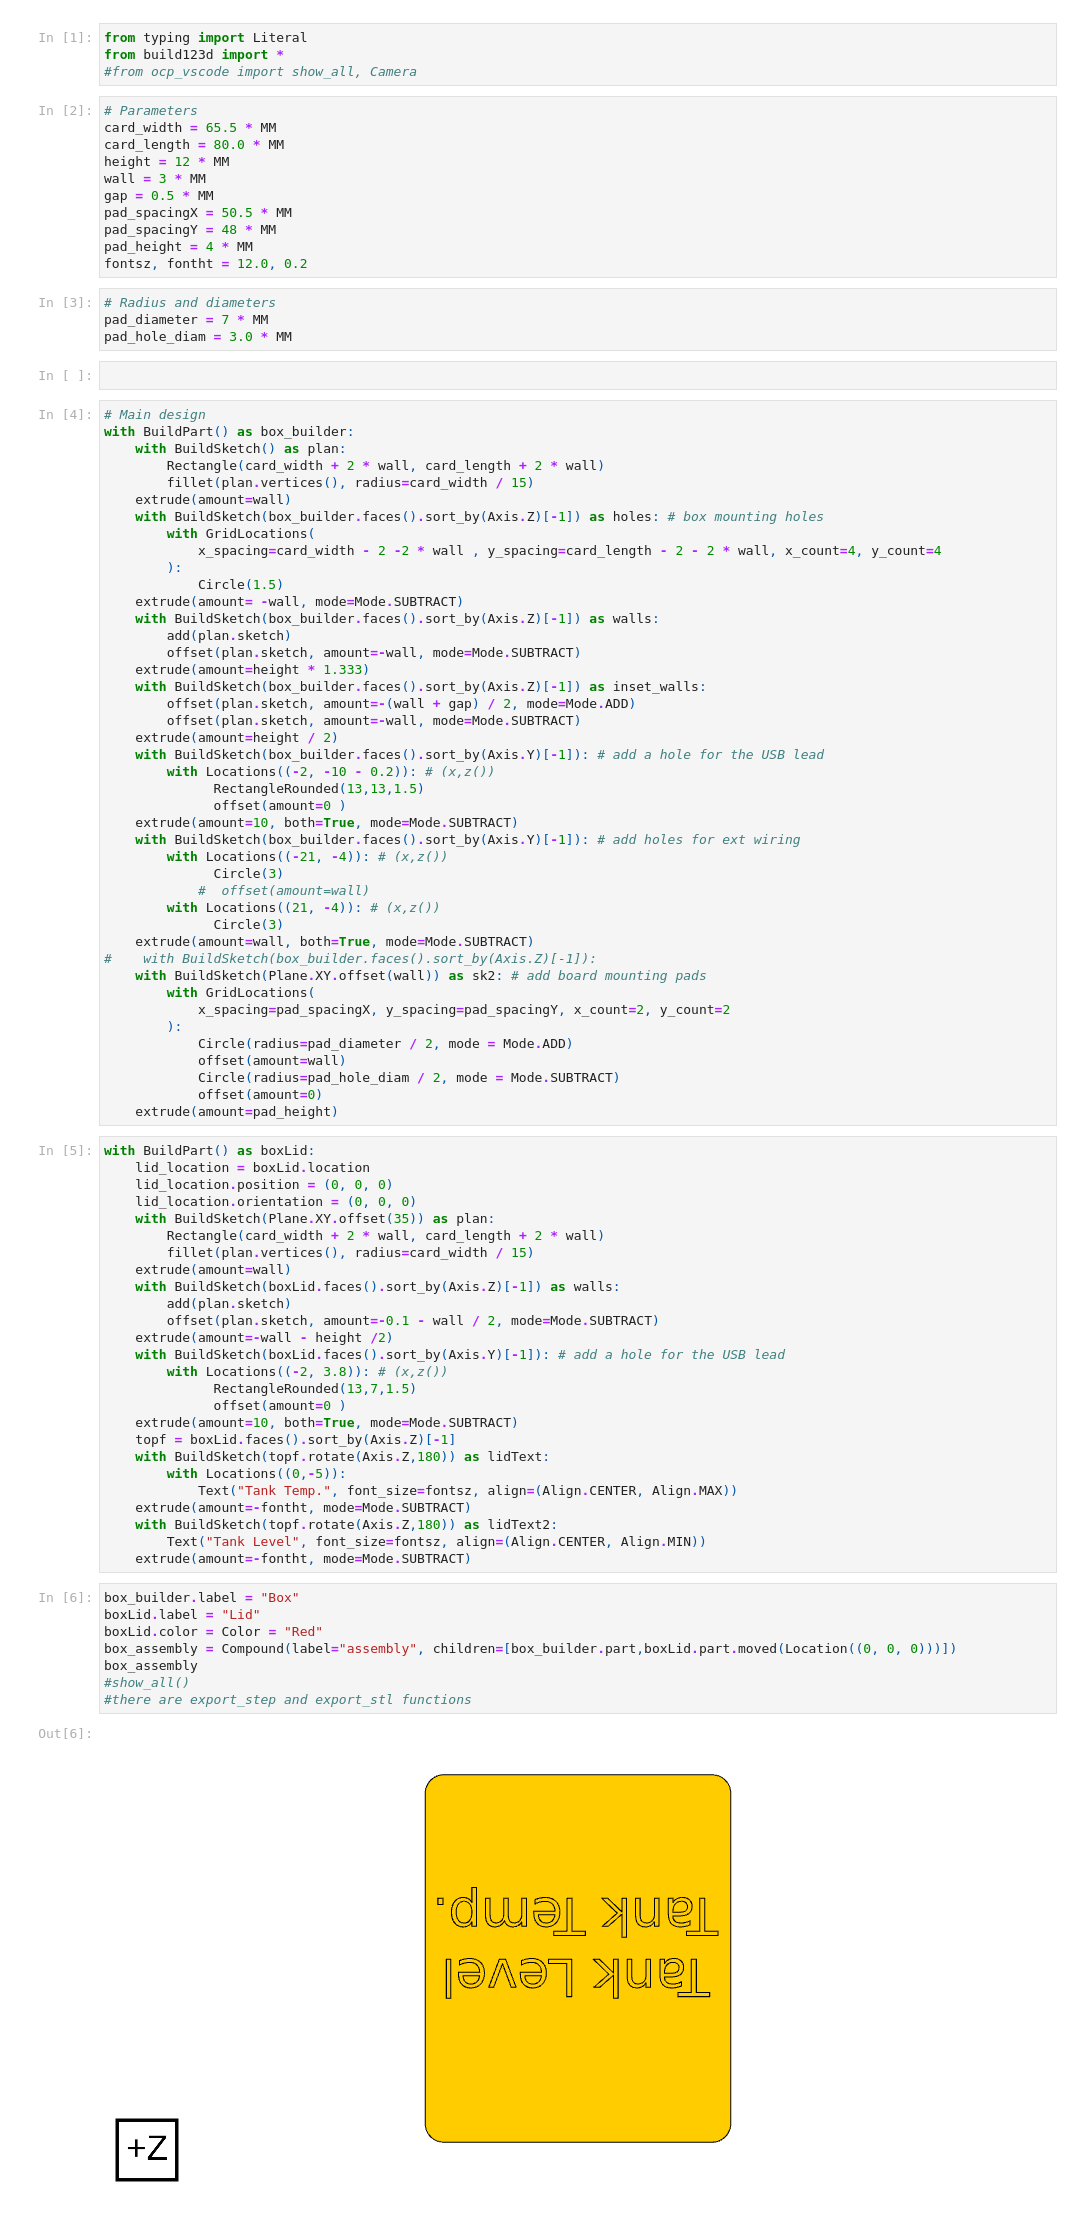 In [1]: from typing import Literal
from build123d import *
#from ocp_vscode import show_all, Camera
In [2]: # Parameters
card_width = 65.5 * MM
card_length = 80.0 * MM
height = 12 * MM
wall = 3 * MM
gap = 0.5 * MM
pad_spacingX = 50.5 * MM
pad_spacingY = 48 * MM
pad_height = 4 * MM
fontsz, fontht = 12.0, 0.2
In [3]: # Radius and diameters
pad_diameter = 7 * MM
pad_hole_diam = 3.0 * MM
In [ ]:
In [4]: # Main design
with BuildPart() as box_builder:
    with BuildSketch() as plan:
        Rectangle(card_width + 2 * wall, card_length + 2 * wall)
        fillet(plan.vertices(), radius=card_width / 15)
    extrude(amount=wall)
    with BuildSketch(box_builder.faces().sort_by(Axis.Z)[-1]) as holes: # box mounting holes
        with GridLocations(
            x_spacing=card_width - 2 -2 * wall , y_spacing=card_length - 2 - 2 * wall, x_count=4, y_count=4
        ):
            Circle(1.5)
    extrude(amount= -wall, mode=Mode.SUBTRACT)
    with BuildSketch(box_builder.faces().sort_by(Axis.Z)[-1]) as walls:
        add(plan.sketch)
        offset(plan.sketch, amount=-wall, mode=Mode.SUBTRACT)
    extrude(amount=height * 1.333)
    with BuildSketch(box_builder.faces().sort_by(Axis.Z)[-1]) as inset_walls:
        offset(plan.sketch, amount=-(wall + gap) / 2, mode=Mode.ADD)
        offset(plan.sketch, amount=-wall, mode=Mode.SUBTRACT)
    extrude(amount=height / 2)
    with BuildSketch(box_builder.faces().sort_by(Axis.Y)[-1]): # add a hole for the USB lead
        with Locations((-2, -10 - 0.2)): # (x,z())
              RectangleRounded(13,13,1.5)
              offset(amount=0 )
    extrude(amount=10, both=True, mode=Mode.SUBTRACT)
    with BuildSketch(box_builder.faces().sort_by(Axis.Y)[-1]): # add holes for ext wiring
        with Locations((-21, -4)): # (x,z())
              Circle(3)
            #  offset(amount=wall)
        with Locations((21, -4)): # (x,z())
              Circle(3)
    extrude(amount=wall, both=True, mode=Mode.SUBTRACT)
#    with BuildSketch(box_builder.faces().sort_by(Axis.Z)[-1]):
    with BuildSketch(Plane.XY.offset(wall)) as sk2: # add board mounting pads
        with GridLocations(
            x_spacing=pad_spacingX, y_spacing=pad_spacingY, x_count=2, y_count=2
        ):
            Circle(radius=pad_diameter / 2, mode = Mode.ADD)
            offset(amount=wall)
            Circle(radius=pad_hole_diam / 2, mode = Mode.SUBTRACT)
            offset(amount=0)
    extrude(amount=pad_height)
In [5]: with BuildPart() as boxLid:
    lid_location = boxLid.location
    lid_location.position = (0, 0, 0)
    lid_location.orientation = (0, 0, 0)
    with BuildSketch(Plane.XY.offset(35)) as plan:
        Rectangle(card_width + 2 * wall, card_length + 2 * wall)
        fillet(plan.vertices(), radius=card_width / 15)
    extrude(amount=wall)
    with BuildSketch(boxLid.faces().sort_by(Axis.Z)[-1]) as walls:
        add(plan.sketch)
        offset(plan.sketch, amount=-0.1 - wall / 2, mode=Mode.SUBTRACT)
    extrude(amount=-wall - height /2)
    with BuildSketch(boxLid.faces().sort_by(Axis.Y)[-1]): # add a hole for the USB lead
        with Locations((-2, 3.8)): # (x,z())
              RectangleRounded(13,7,1.5)
              offset(amount=0 )
    extrude(amount=10, both=True, mode=Mode.SUBTRACT)
    topf = boxLid.faces().sort_by(Axis.Z)[-1]
    with BuildSketch(topf.rotate(Axis.Z,180)) as lidText:
        with Locations((0,-5)):
            Text("Tank Temp.", font_size=fontsz, align=(Align.CENTER, Align.MAX))
    extrude(amount=-fontht, mode=Mode.SUBTRACT)
    with BuildSketch(topf.rotate(Axis.Z,180)) as lidText2:
        Text("Tank Level", font_size=fontsz, align=(Align.CENTER, Align.MIN))
    extrude(amount=-fontht, mode=Mode.SUBTRACT)
In [6]: box_builder.label = "Box"
boxLid.label = "Lid"
boxLid.color = Color = "Red"
box_assembly = Compound(label="assembly", children=[box_builder.part,boxLid.part.moved(Location((0, 0, 0)))])
box_assembly
#show_all()
#there are export_step and export_stl functions
Out[6]:
Tank Level
Tank Temp.
+Z